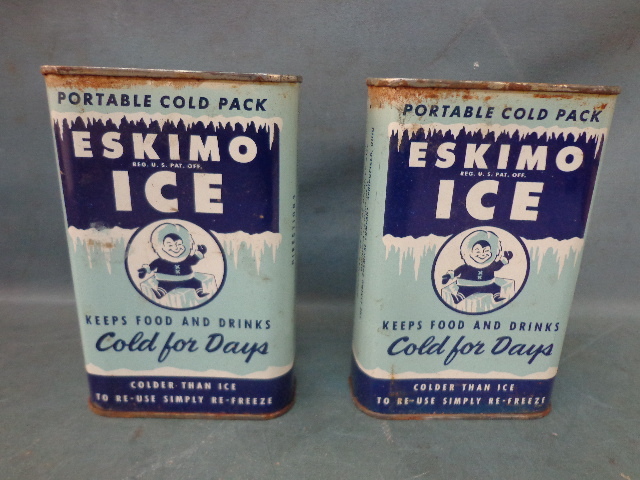 PORTABLE COLD PACK
ESKIMO
REG. U. S. PAT. OFF.
ICE
KEEPS FOOD AND DRINKS
Cold for Days
COLDER THAN ICE
TO RE-USE SIMPLY RE-FREEZE
DIRECTIONS
PORTABLE COLD PACK
ESKIMO
REG. U. S. PAT. OFF.
ICE
KEEPS FOOD AND DRINKS
Cold for Days
COLDER THAN ICE
TO RE-USE SIMPLY RE-FREEZE